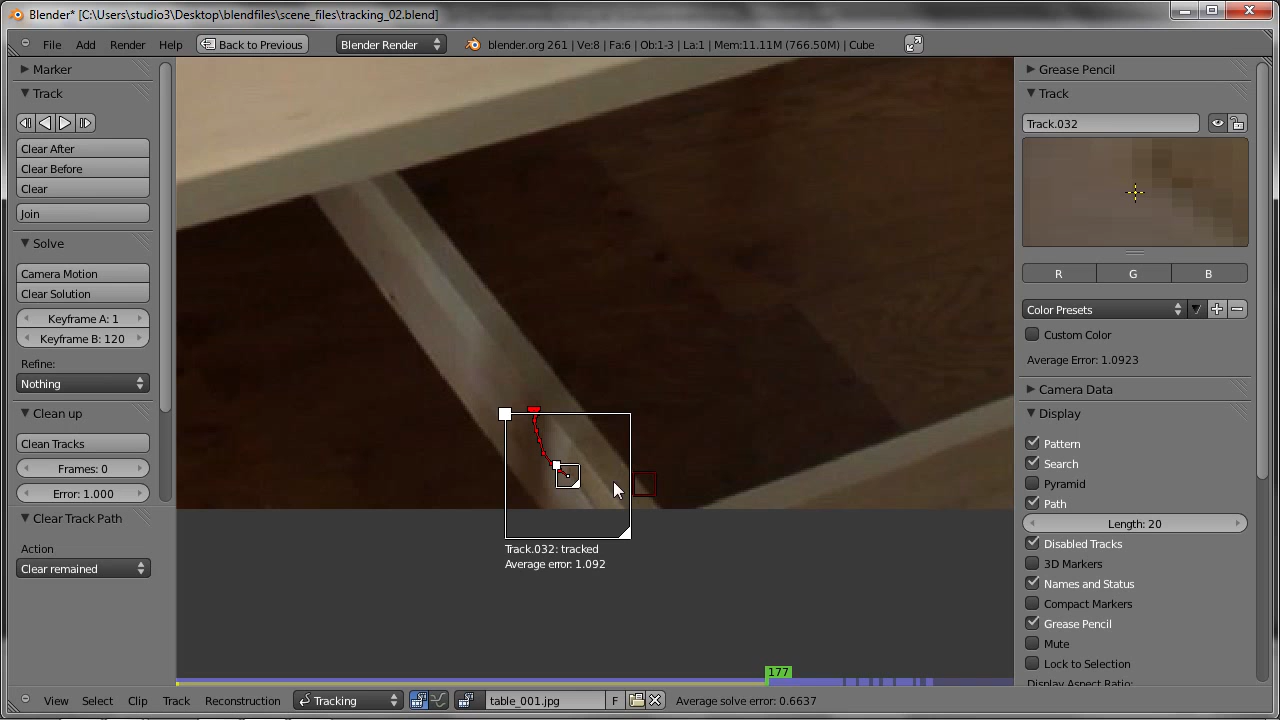 Blender* [C:\Users\studio3\Desktop\blendfiles\scene_files\tracking_02.blend]
File Add Render Help Back to Previous Blender Render blender.org 261 | Ve:8 | Fa:6 | Ob:1-3 | La:1 | Mem:11.11M (766.50M) | Cube
Marker
Track
Clear After
Clear Before
Clear
Join
Solve
Camera Motion
Clear Solution
Keyframe A: 1
Keyframe B: 120
Refine:
Nothing
Clean up
Clean Tracks
Frames: 0
Error: 1.000
Clear Track Path
Action
Clear remained
Track.032: tracked
Average error: 1.092
177
Grease Pencil
Track
Track.032
R G B
Color Presets
Custom Color
Average Error: 1.0923
Camera Data
Display
Pattern
Search
Pyramid
Path
Length: 20
Disabled Tracks
3D Markers
Names and Status
Compact Markers
Grease Pencil
Mute
Lock to Selection
Display Aspect Ratio:
View Select Clip Track Reconstruction Tracking table_001.jpg F Average solve error: 0.6637